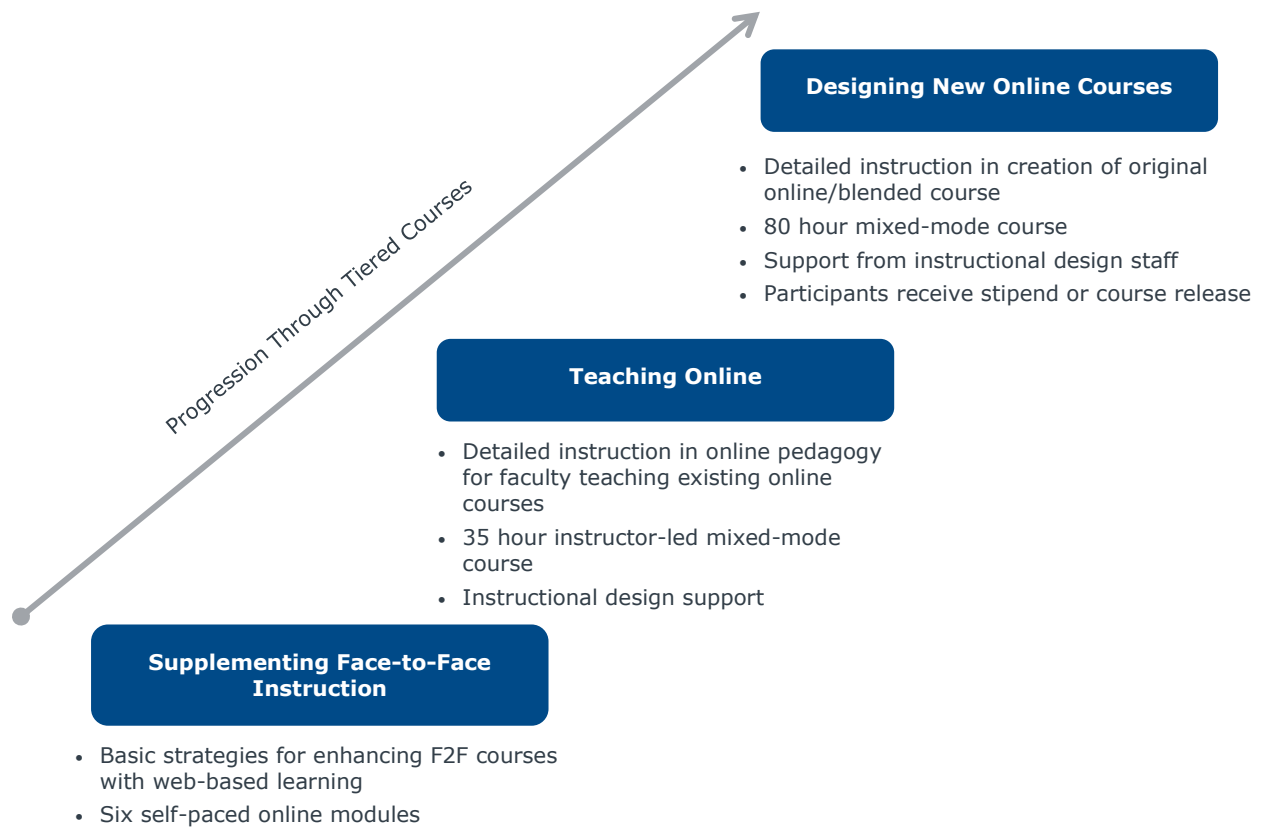 Designing New Online Courses
• Detailed instruction in creation of original
online/blended course
• 80 hour mixed-mode course
• Support from instructional design staff
• Participants receive stipend or course release
Progression Through Tiered Courses
Teaching Online
• Detailed instruction in online pedagogy
for faculty teaching existing online
courses
• 35 hour instructor-led mixed-mode
course
• Instructional design support
Supplementing Face-to-Face
Instruction
• Basic strategies for enhancing F2F courses
with web-based learning
• Six self-paced online modules